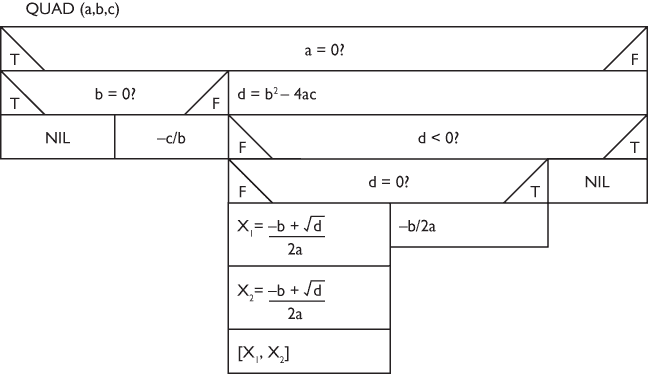 QUAD (a,b,c)
a = 0?
T F
b = 0?
T F
d = b² – 4ac
NIL –c/b
d < 0?
F T
d = 0?
F T
NIL
X₁= –b + √d / 2a
–b/2a
X₂= –b + √d / 2a
[X₁, X₂]